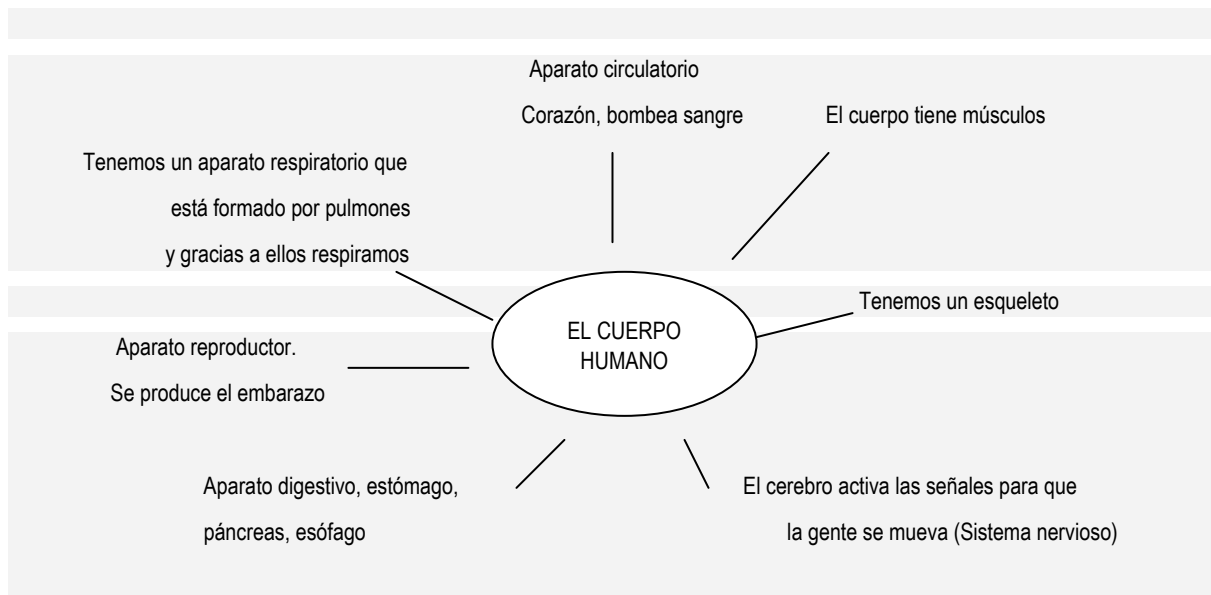 Aparato circulatorio
Corazón, bombea sangre
El cuerpo tiene músculos
Tenemos un aparato respiratorio que
está formado por pulmones
y gracias a ellos respiramos
Tenemos un esqueleto
EL CUERPO
HUMANO
Aparato reproductor.
Se produce el embarazo
Aparato digestivo, estómago,
páncreas, esófago
El cerebro activa las señales para que
la gente se mueva (Sistema nervioso)